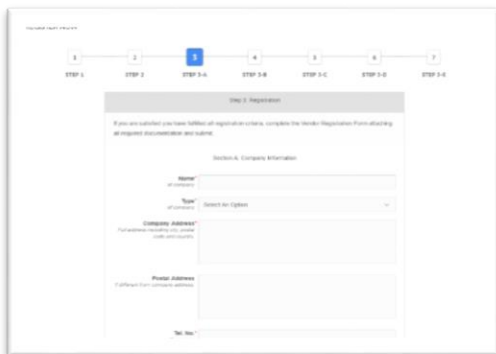 REGISTER NOW
1 2 3 4 5 6 7
STEP 1 STEP 2 STEP 3-A STEP 3-B STEP 3-C STEP 3-D STEP 3-E
Step 3. Registration
If you are satisfied you have fulfilled all registration criteria, complete the Vendor Registration Form attaching
all required documentation and submit.
Section A. Company Information
Name*
of company
Type*
of company
Select An Option
Company Address*
Full address including city, postal
code and country.
Postal Address
If different from company address.
Tel. No.*